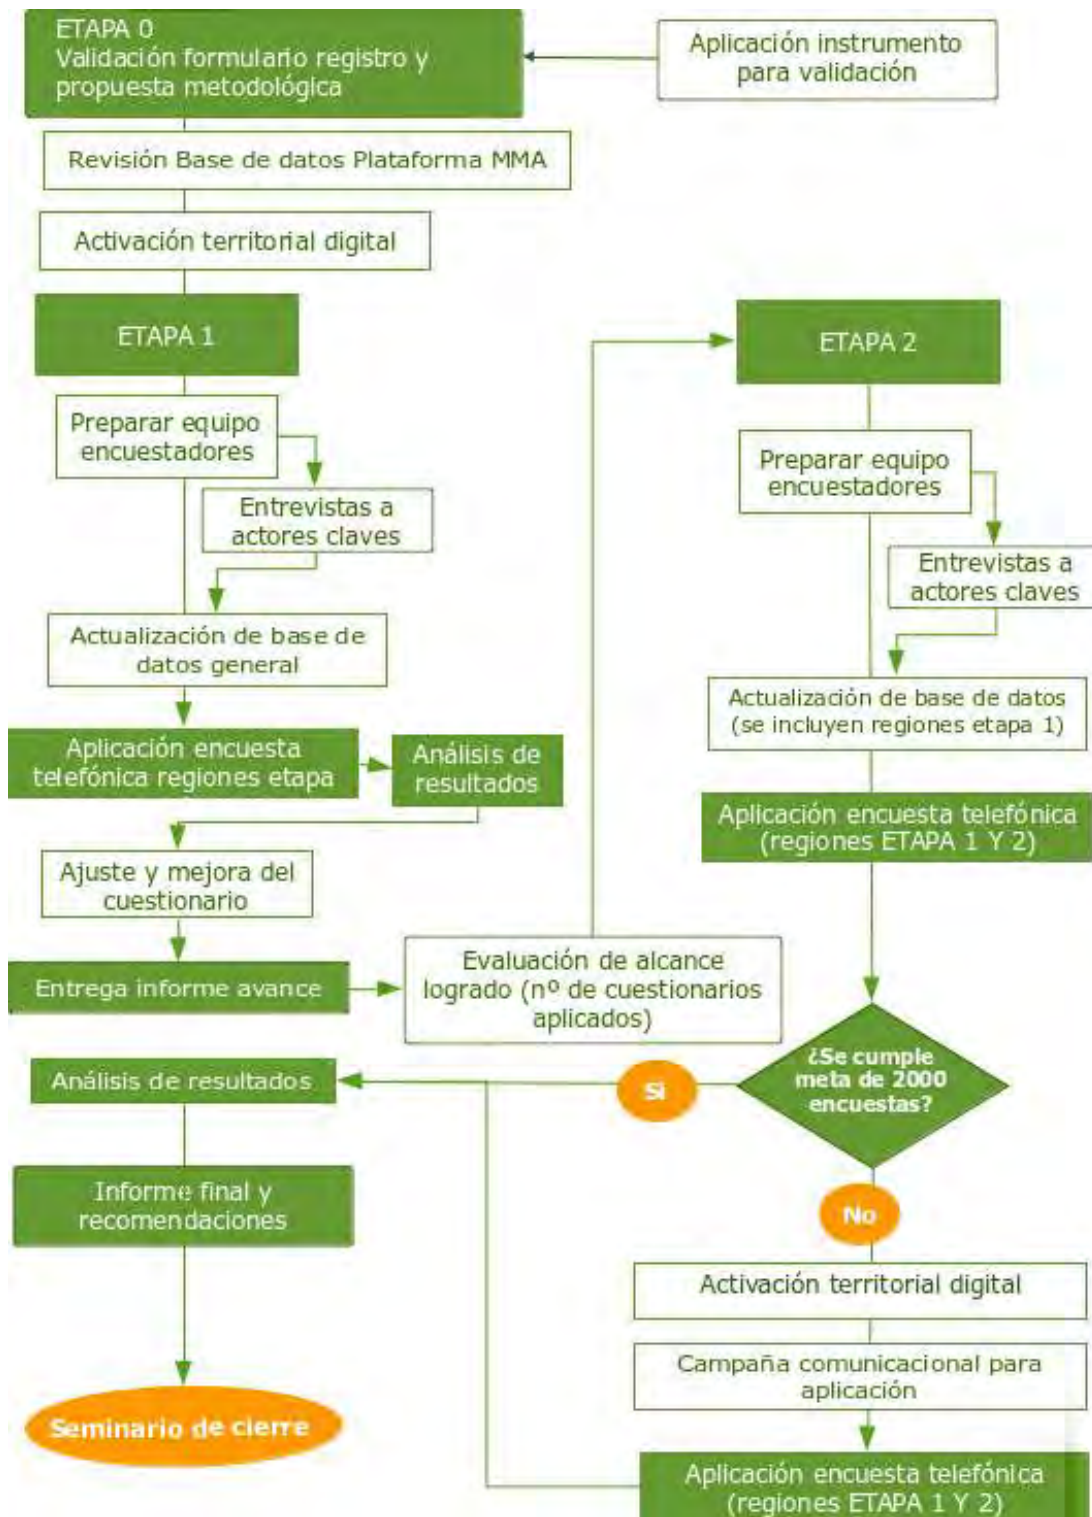 ETAPA 0
Validación formulario registro y
propuesta metodológica
Aplicación instrumento
para validación
Revisión Base de datos Plataforma MMA
Activación territorial digital
ETAPA 1
Preparar equipo
encuestadores
Entrevistas a
actores claves
Actualización de base de
datos general
Aplicación encuesta
telefónica regiones etapa
Análisis de
resultados
Ajuste y mejora del
cuestionario
Entrega informe avance
Evaluación de alcance
logrado (nº de cuestionarios
aplicados)
ETAPA 2
Preparar equipo
encuestadores
Entrevistas a
actores claves
Actualización de base de datos
(se incluyen regiones etapa 1)
Aplicación encuesta telefónica
(regiones ETAPA 1 Y 2)
¿Se cumple
meta de 2000
encuestas?
Si
No
Activación territorial digital
Campaña comunicacional para
aplicación
Aplicación encuesta telefónica
(regiones ETAPA 1 Y 2)
Análisis de resultados
Informe final y
recomendaciones
Seminario de cierre